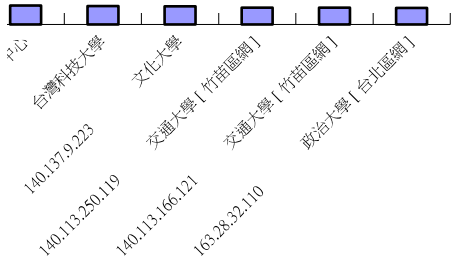 中心
台灣科技大學
文化大學
交通大學 [ 竹苗區網 ]
交通大學 [ 竹苗區網 ]
政治大學 [ 台北區網 ]
140.137.9.223
140.113.250.119
140.113.166.121
163.28.32.110